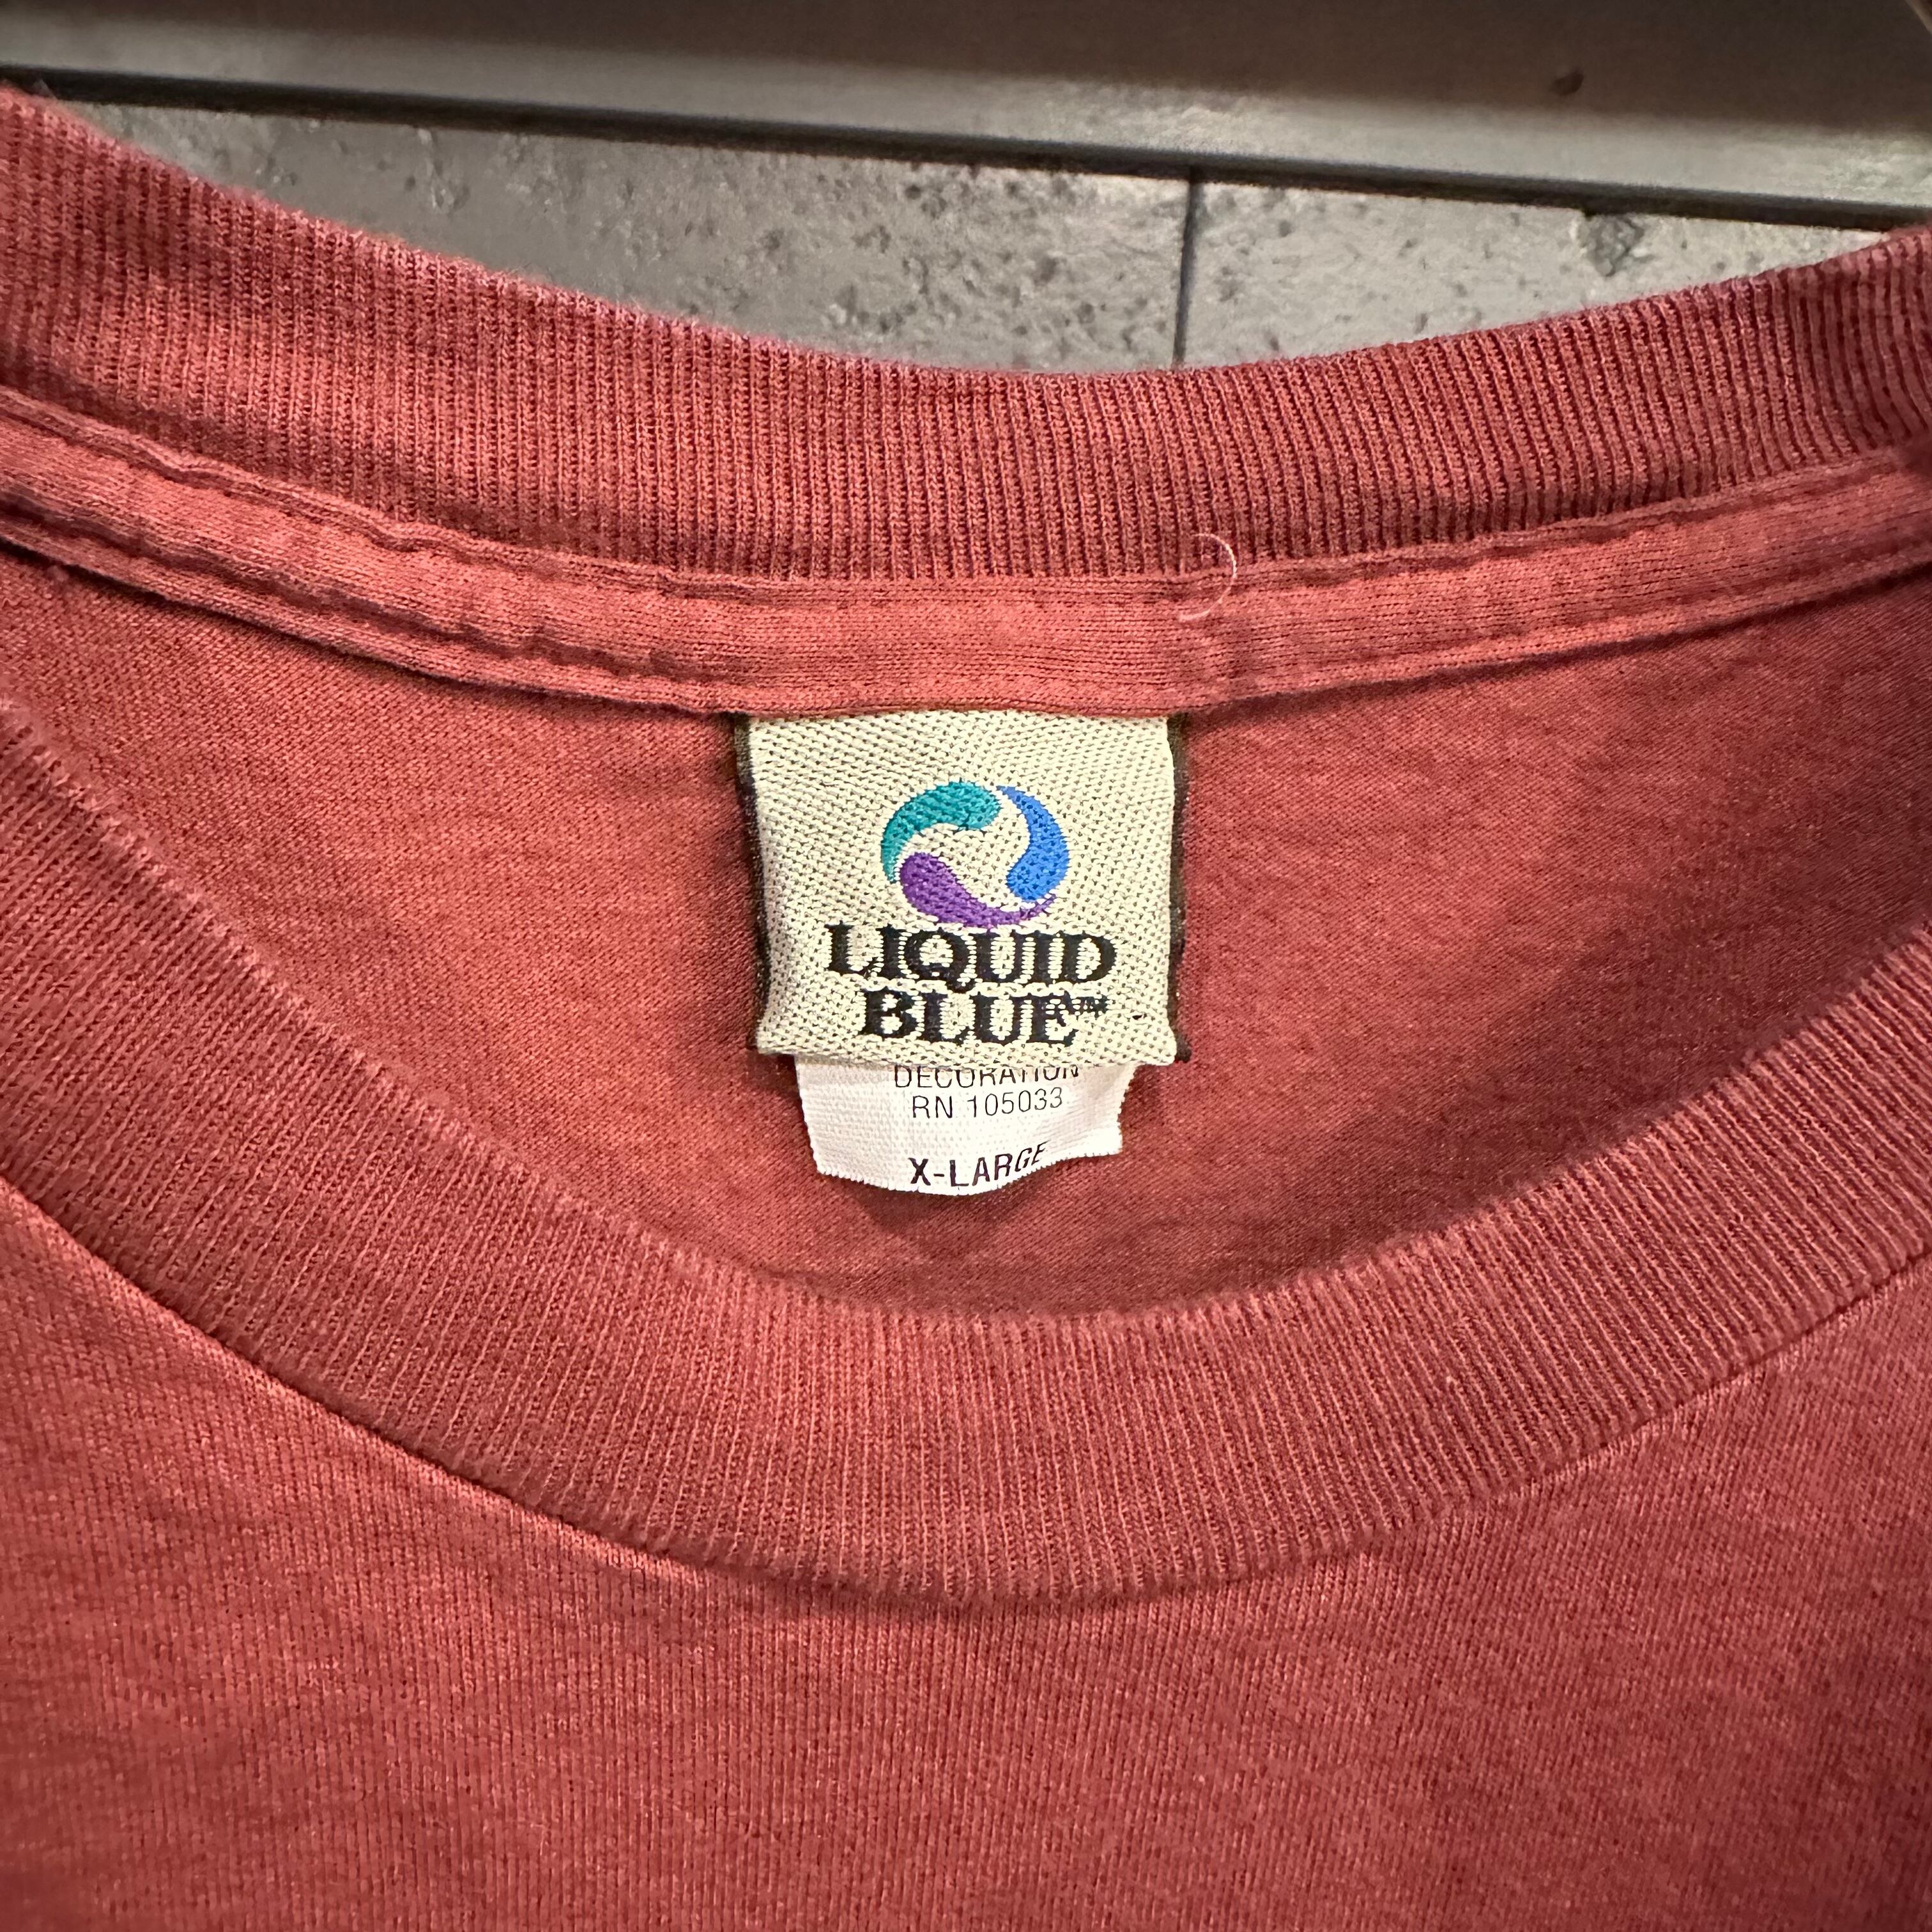 LIQUID
BLUE™
DECORATION
RN 105033
X-LARGE